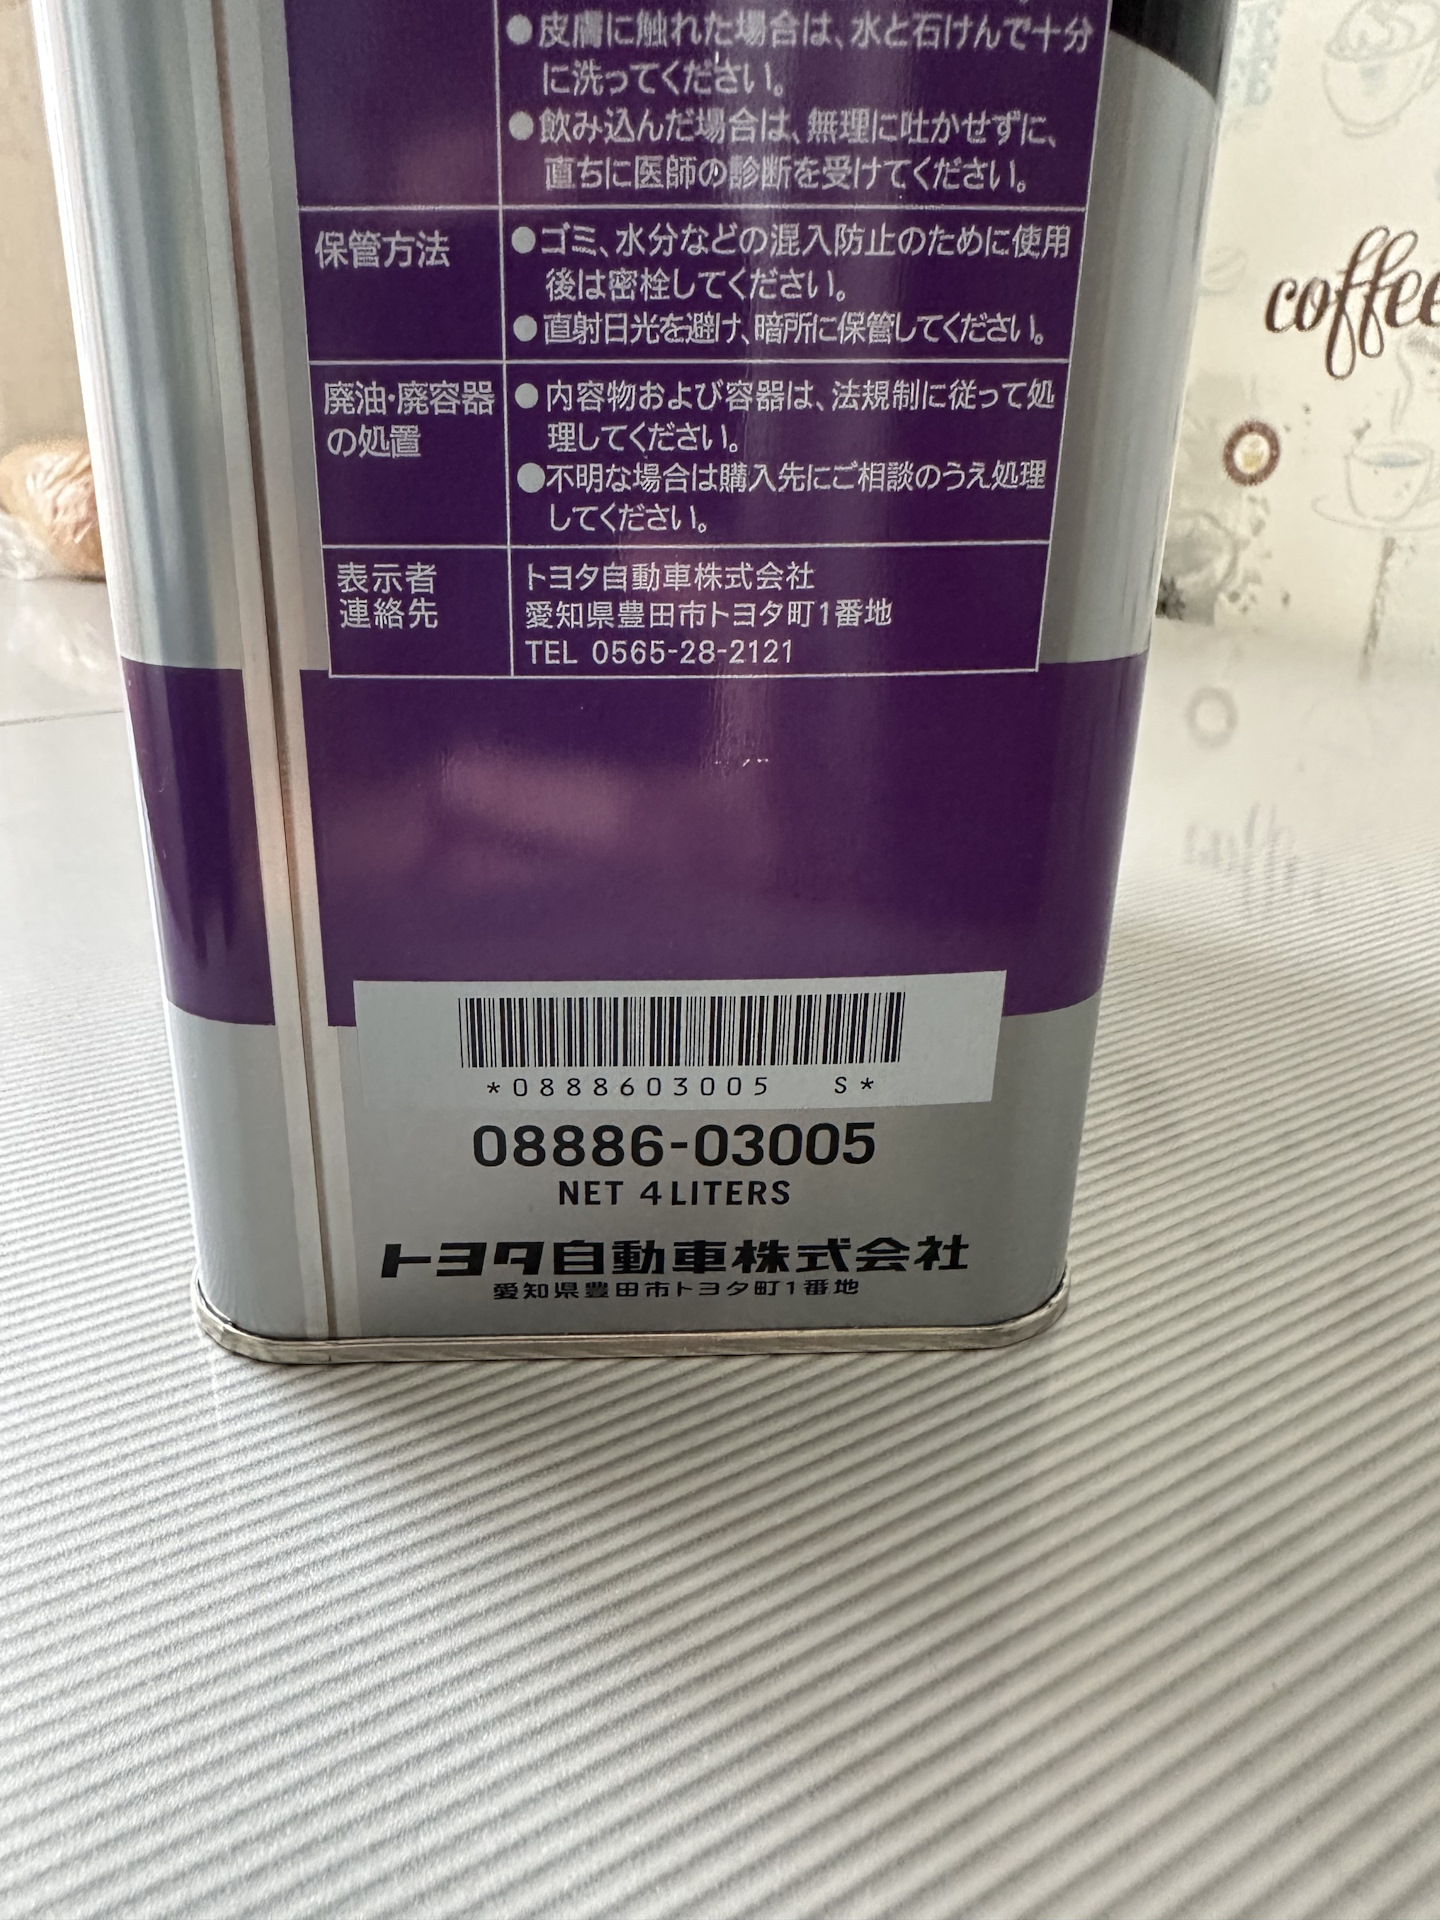 ●皮膚に触れた場合は、水と石けんで十分
に洗ってください。
●飲み込んだ場合は、無理に吐かせずに、
直ちに医師の診断を受けてください。
保管方法
●ゴミ、水分などの混入防止のために使用
後は密栓してください。
●直射日光を避け、暗所に保管してください。
廃油・廃容器
の処置
●内容物および容器は、法規制に従って処
理してください。
●不明な場合は購入先にご相談のうえ処理
してください。
表示者
連絡先
トヨタ自動車株式会社
愛知県豊田市トヨタ町1番地
TEL 0565-28-2121
*0888603005 S*
08886-03005
NET 4 LITERS
トヨタ自動車株式会社
愛知県豊田市トヨタ町1番地
coffee